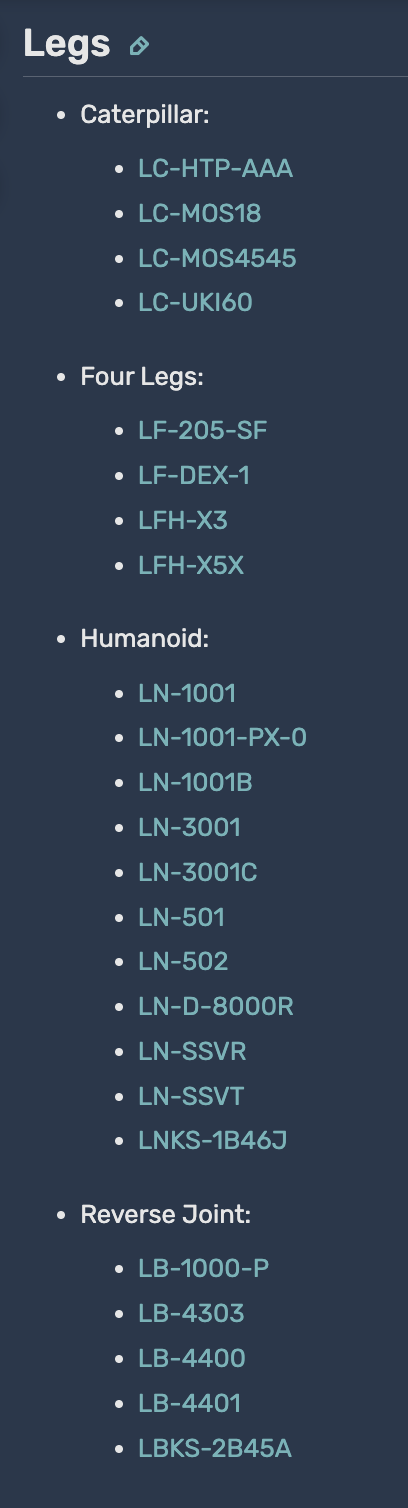 Legs
Caterpillar:
LC-HTP-AAA
LC-MOS18
LC-MOS4545
LC-UKI60
Four Legs:
LF-205-SF
LF-DEX-1
LFH-X3
LFH-X5X
Humanoid:
LN-1001
LN-1001-PX-0
LN-1001B
LN-3001
LN-3001C
LN-501
LN-502
LN-D-8000R
LN-SSVR
LN-SSVT
LNKS-1B46J
Reverse Joint:
LB-1000-P
LB-4303
LB-4400
LB-4401
LBKS-2B45A